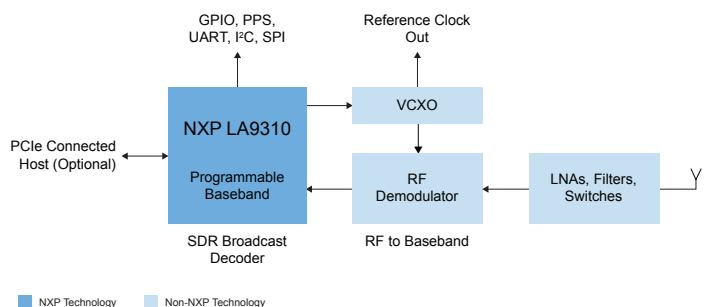 GPIO, PPS,
UART, I²C, SPI
Reference Clock
Out
NXP LA9310
VCXO
PCIe Connected
Host (Optional)
Programmable
Baseband
RF
Demodulator
LNAs, Filters,
Switches
SDR Broadcast
Decoder
RF to Baseband
NXP Technology
Non-NXP Technology